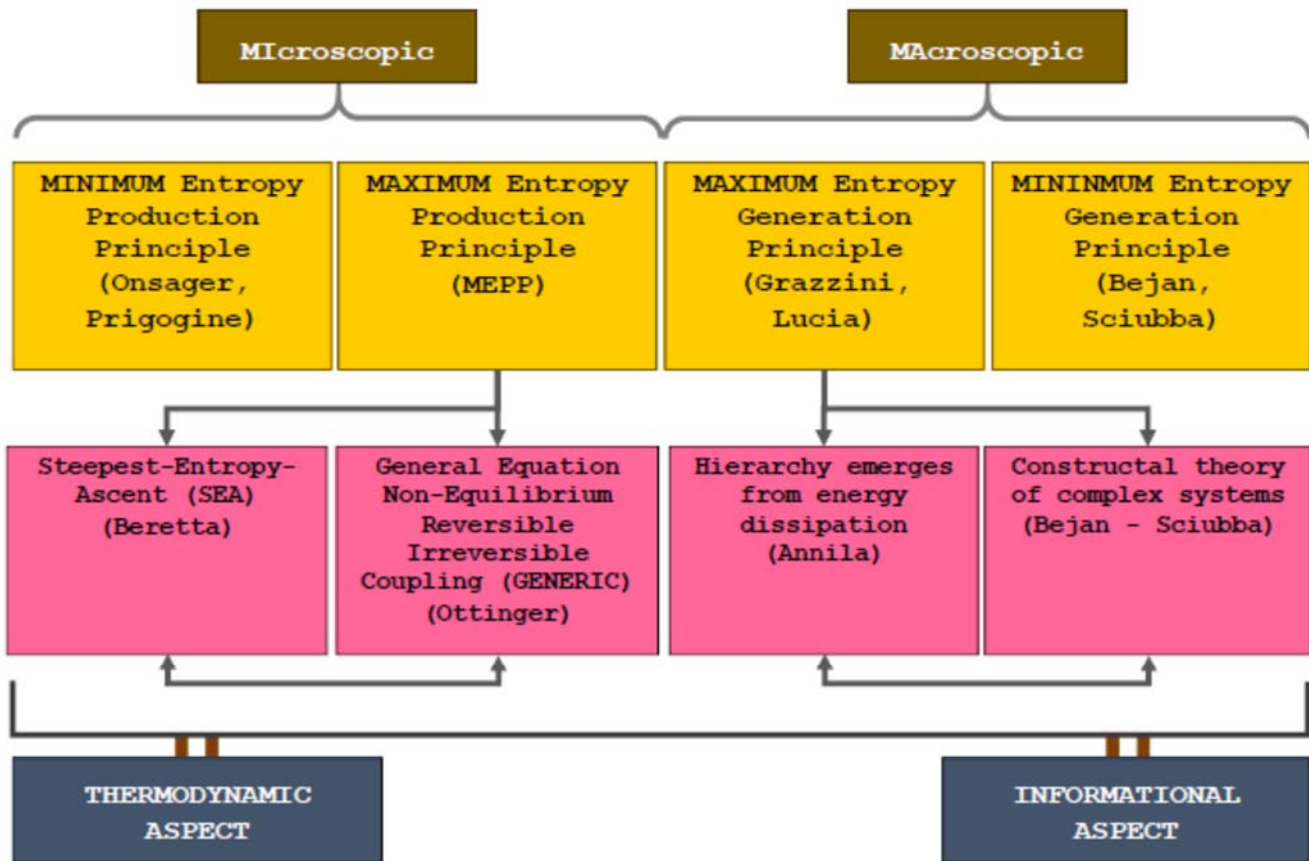 MIcroscopic
MAcroscopic
MINIMUM Entropy
Production
Principle
(Onsager,
Prigogine)
MAXIMUM Entropy
Production
Principle
(MEPP)
MAXIMUM Entropy
Generation
Principle
(Grazzini,
Lucia)
MININMUM Entropy
Generation
Principle
(Bejan,
Sciubba)
Steepest-Entropy-
Ascent (SEA)
(Beretta)
General Equation
Non-Equilibrium
Reversible
Irreversible
Coupling (GENERIC)
(Ottinger)
Hierarchy emerges
from energy
dissipation
(Annila)
Constructal theory
of complex systems
(Bejan - Sciubba)
THERMODYNAMIC
ASPECT
INFORMATIONAL
ASPECT